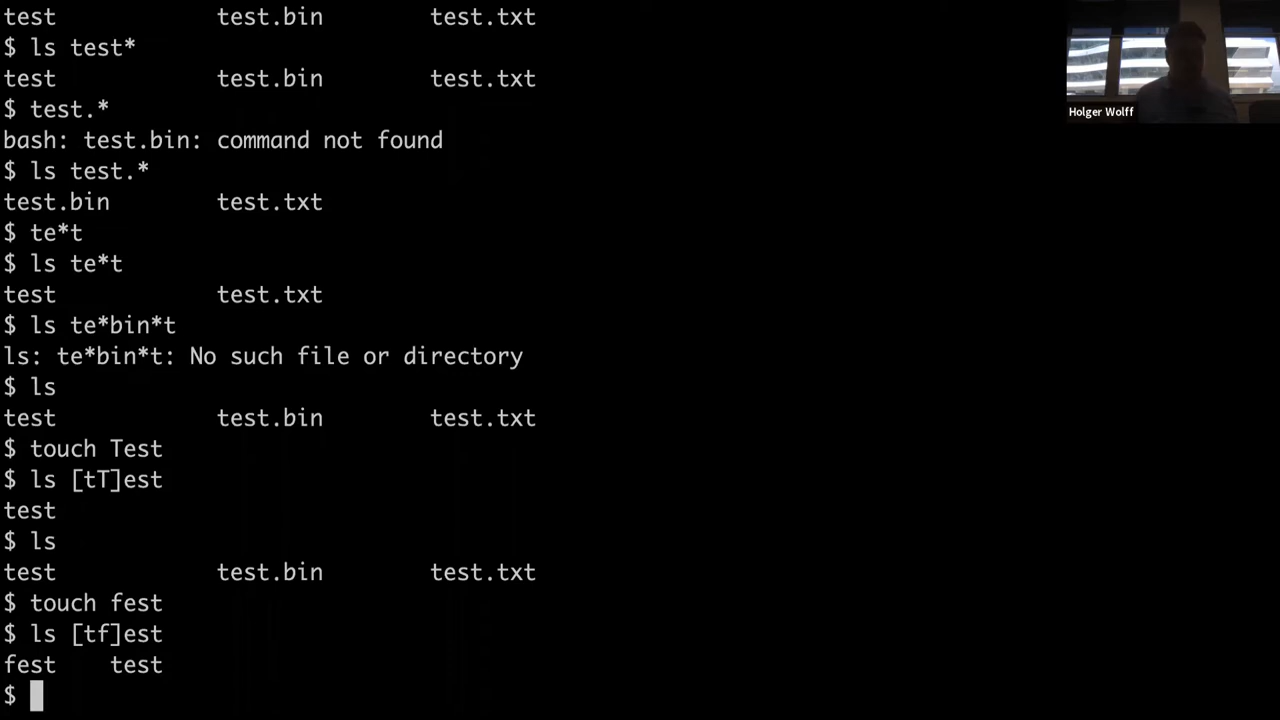 test test.bin test.txt
$ ls test*
test test.bin test.txt
$ test.*
bash: test.bin: command not found
$ ls test.*
test.bin test.txt
$ te*t
$ ls te*t
test test.txt
$ ls te*bin*t
ls: te*bin*t: No such file or directory
$ ls
test test.bin test.txt
$ touch Test
$ ls [tT]est
test
$ ls
test test.bin test.txt
$ touch fest
$ ls [tf]est
fest test
$
Holger Wolff